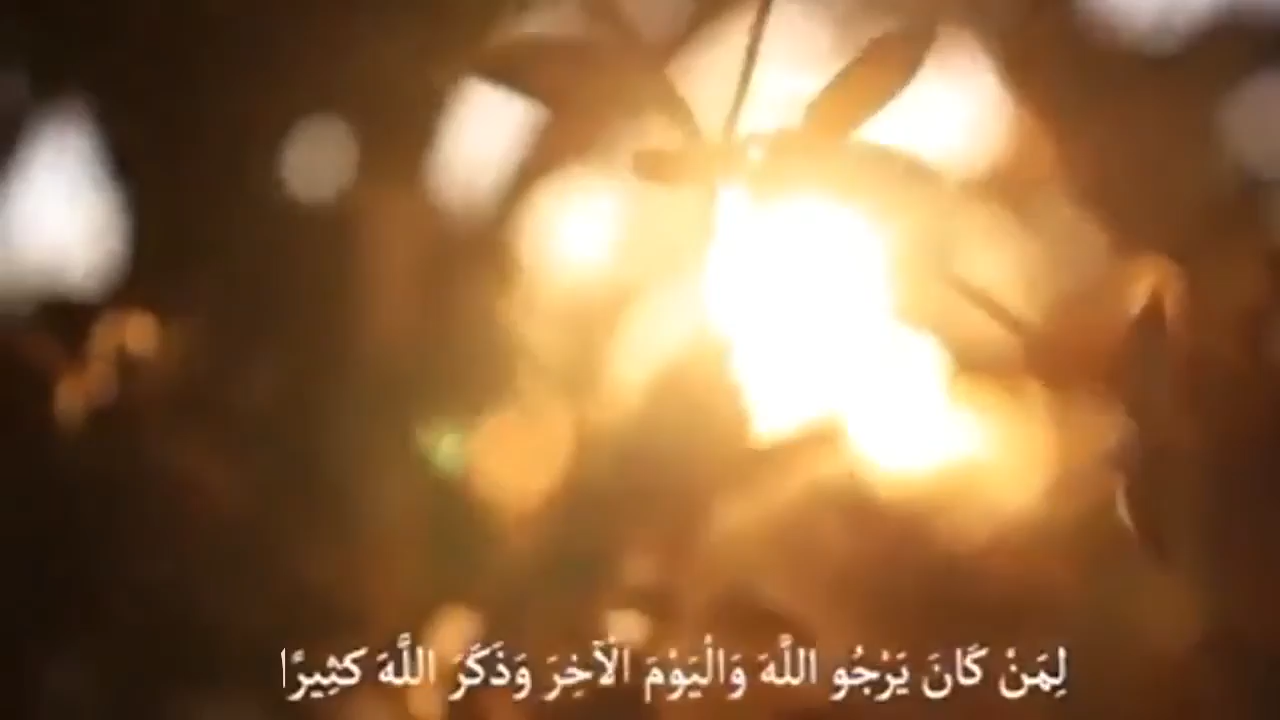 لِمَنْ كَانَ يَرْجُو اللَّهَ وَالْيَوْمَ الْآخِرَ وَذَكَرَ اللَّهَ كَثِيرًا